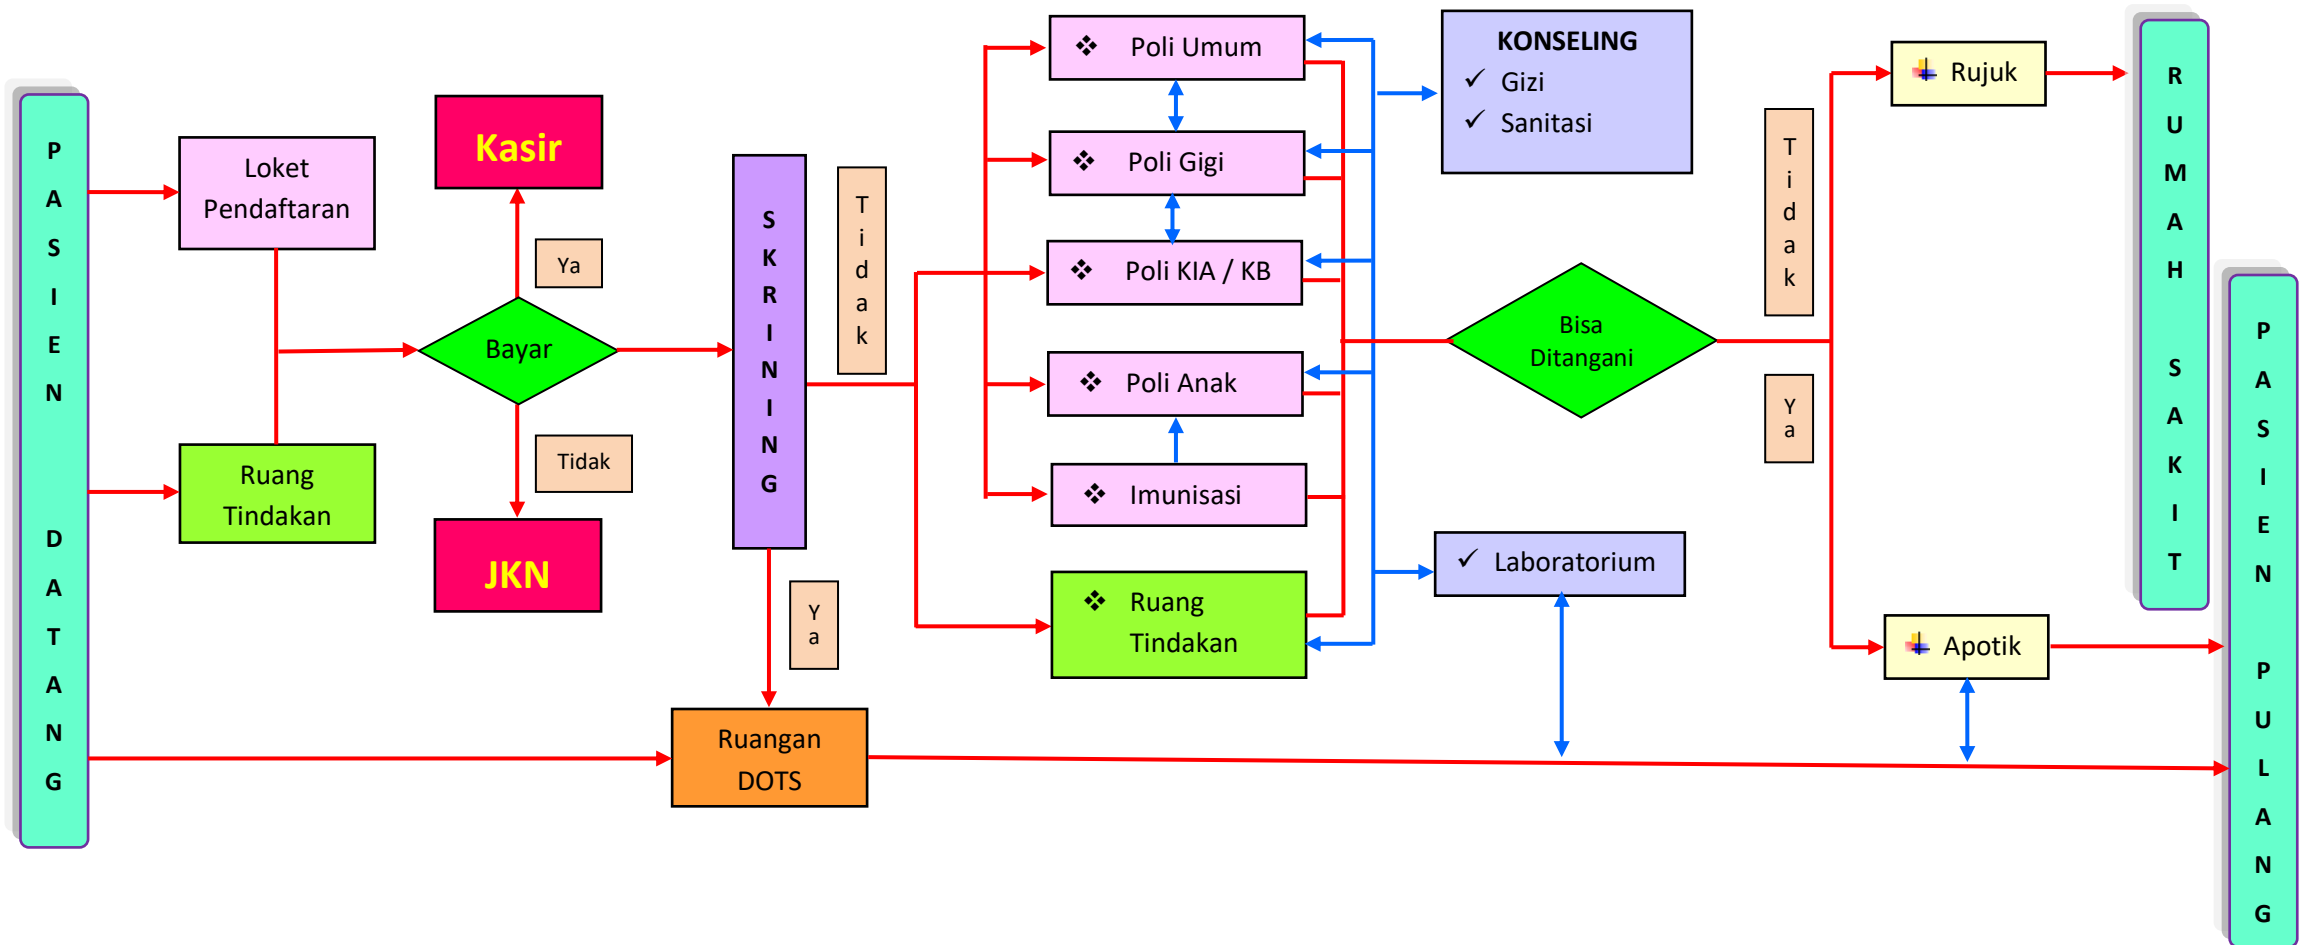 PASIEN DATANG
Loket
Pendaftaran
Ruang
Tindakan
Kasir
Ya
Bayar
Tidak
JKN
SKRINING
Tidak
Ya
Ruangan
DOTS
❖ Poli Umum
❖ Poli Gigi
❖ Poli KIA / KB
❖ Poli Anak
❖ Imunisasi
❖ Ruang
Tindakan
KONSELING
✓ Gizi
✓ Sanitasi
Bisa
Ditangani
✓ Laboratorium
Tidak
Ya
Rujuk
Apotik
RUMAH SAKIT
PASIEN PULANG